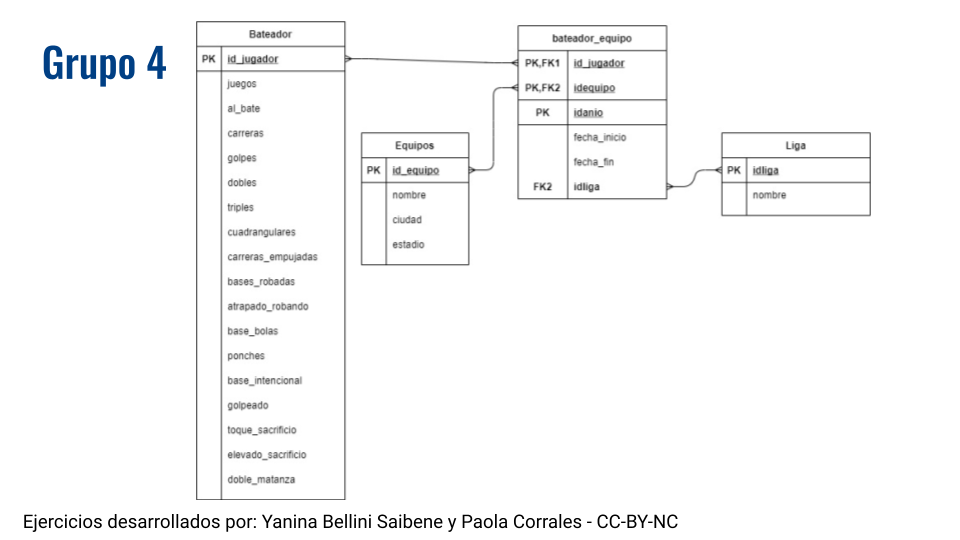 Grupo 4
Bateador
PK id_jugador
juegos
al_bate
carreras
golpes
dobles
triples
cuadrangulares
carreras_empujadas
bases_robadas
atrapado_robando
base_bolas
ponches
base_intencional
golpeado
toque_sacrificio
elevado_sacrificio
doble_matanza
Equipos
PK id_equipo
nombre
ciudad
estadio
bateador_equipo
PK,FK1 id_jugador
PK,FK2 idequipo
PK idanio
fecha_inicio
fecha_fin
FK2 idliga
Liga
PK idliga
nombre
Ejercicios desarrollados por: Yanina Bellini Saibene y Paola Corrales - CC-BY-NC